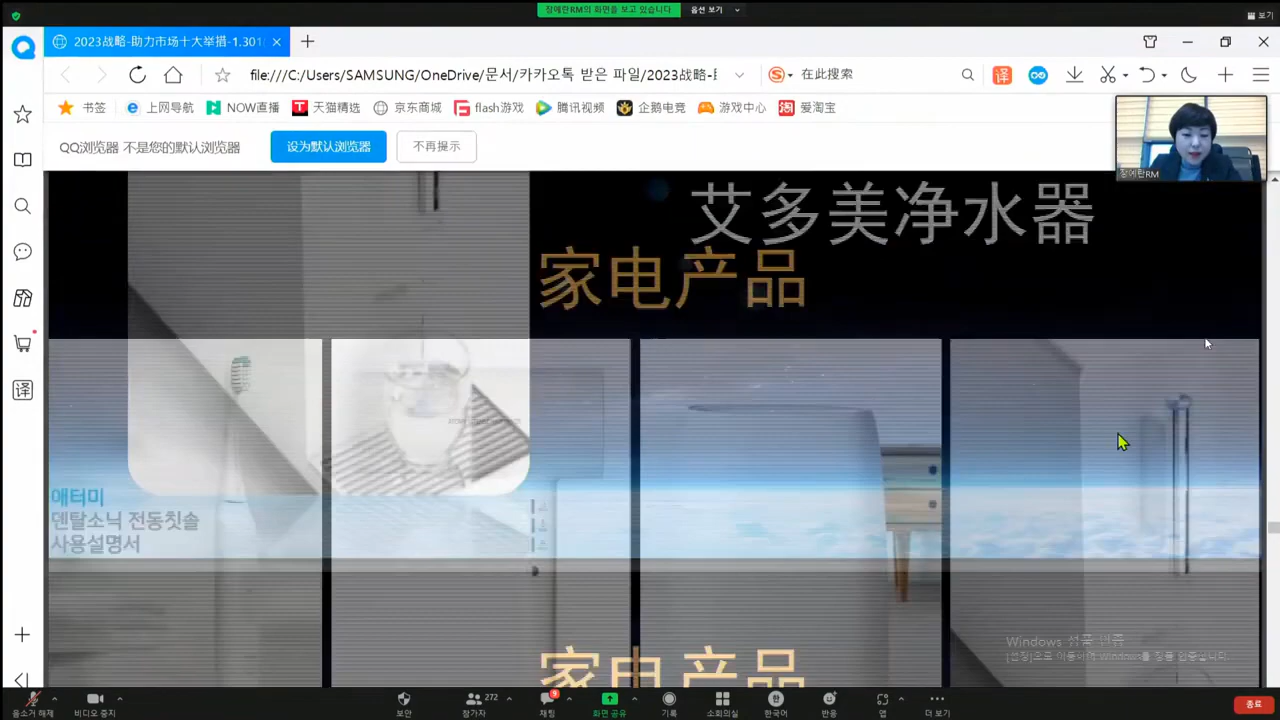 장예란RM의 화면을 보고 있습니다 옵션 보기
보기
2023战略-助力市场十大举措-1.301
file:///C:/Users/SAMSUNG/OneDrive/문서/카카오톡 받은 파일/2023战略-
在此搜索
译
书签 上网导航 NOW直播 天猫精选 京东商城 flash游戏 腾讯视频 企鹅电竞 游戏中心 爱淘宝
QQ浏览器 不是您的默认浏览器 设为默认浏览器 不再提示
장예란RM
艾多美净水器
家电产品
译
애터미
덴탈소닉 전동칫솔
사용설명서
家电产品
Windows 정품 인증
[설정]으로 이동하여 Windows를 정품 인증합니다.
음소거 해제 비디오 중지 보안 272 참가자 9 채팅 화면 공유 기록 소회의실 한국어 반응 앱 더 보기 종료